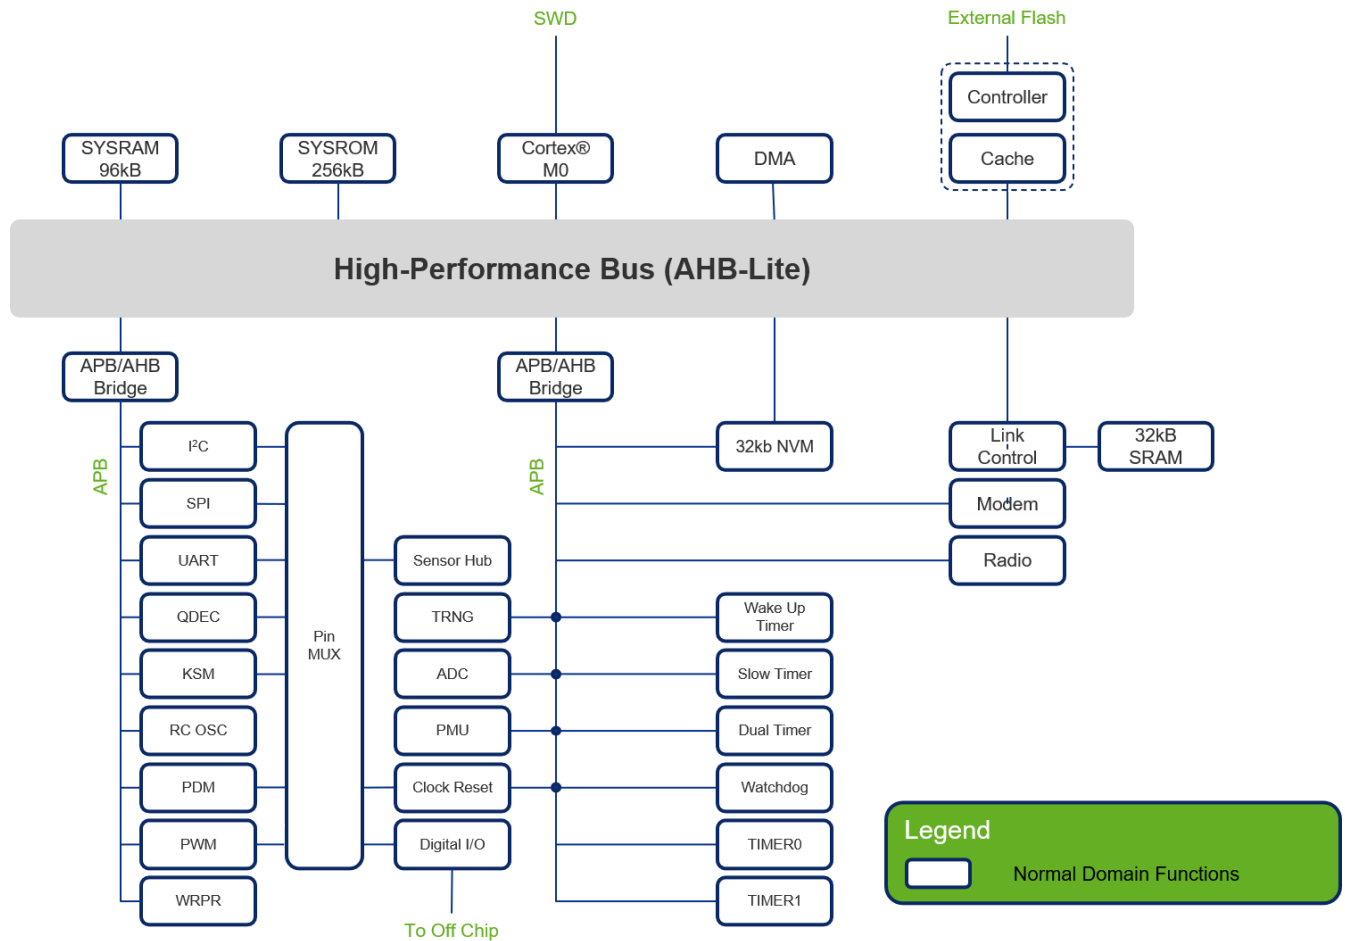 SWD
External Flash
Controller
SYSRAM
96kB
SYSROM
256kB
Cortex®
M0
DMA
Cache
High-Performance Bus (AHB-Lite)
APB/AHB
Bridge
APB/AHB
Bridge
APB
I²C
SPI
UART
QDEC
KSM
RC OSC
PDM
PWM
WRPR
Pin
MUX
Sensor Hub
TRNG
ADC
PMU
Clock Reset
Digital I/O
To Off Chip
APB
32kb NVM
Link
Control
32kB
SRAM
Modem
Radio
Wake Up
Timer
Slow Timer
Dual Timer
Watchdog
TIMER0
TIMER1
Legend
Normal Domain Functions